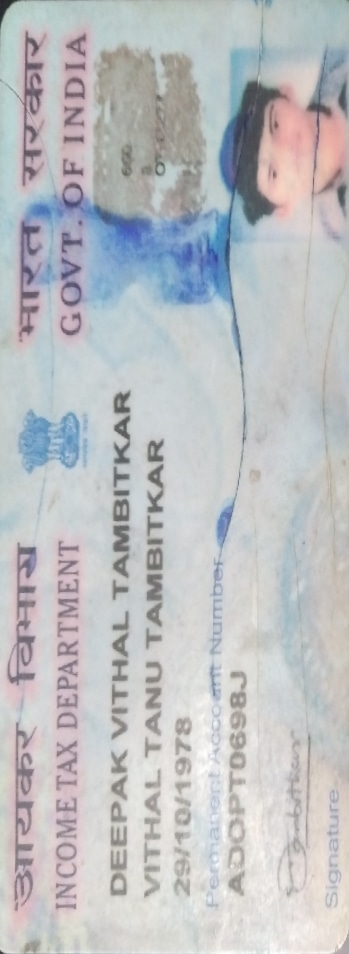 आयकर विभाग
INCOME TAX DEPARTMENT
भारत सरकार
GOVT. OF INDIA
DEEPAK VITHAL TAMBITKAR
VITHAL TANU TAMBITKAR
29/10/1978
Permanent Account Number
ADOPT0698J
Signature